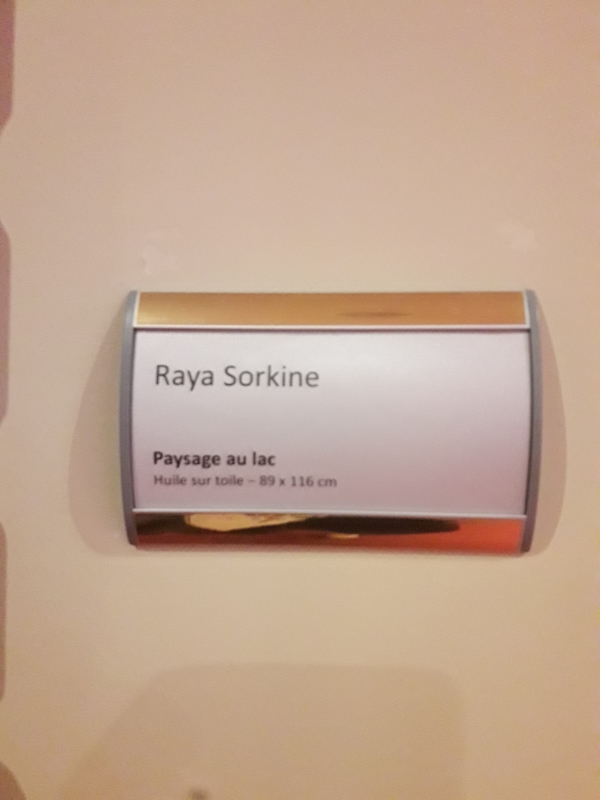 Raya Sorkine
Paysage au lac
Huile sur toile – 89 x 116 cm